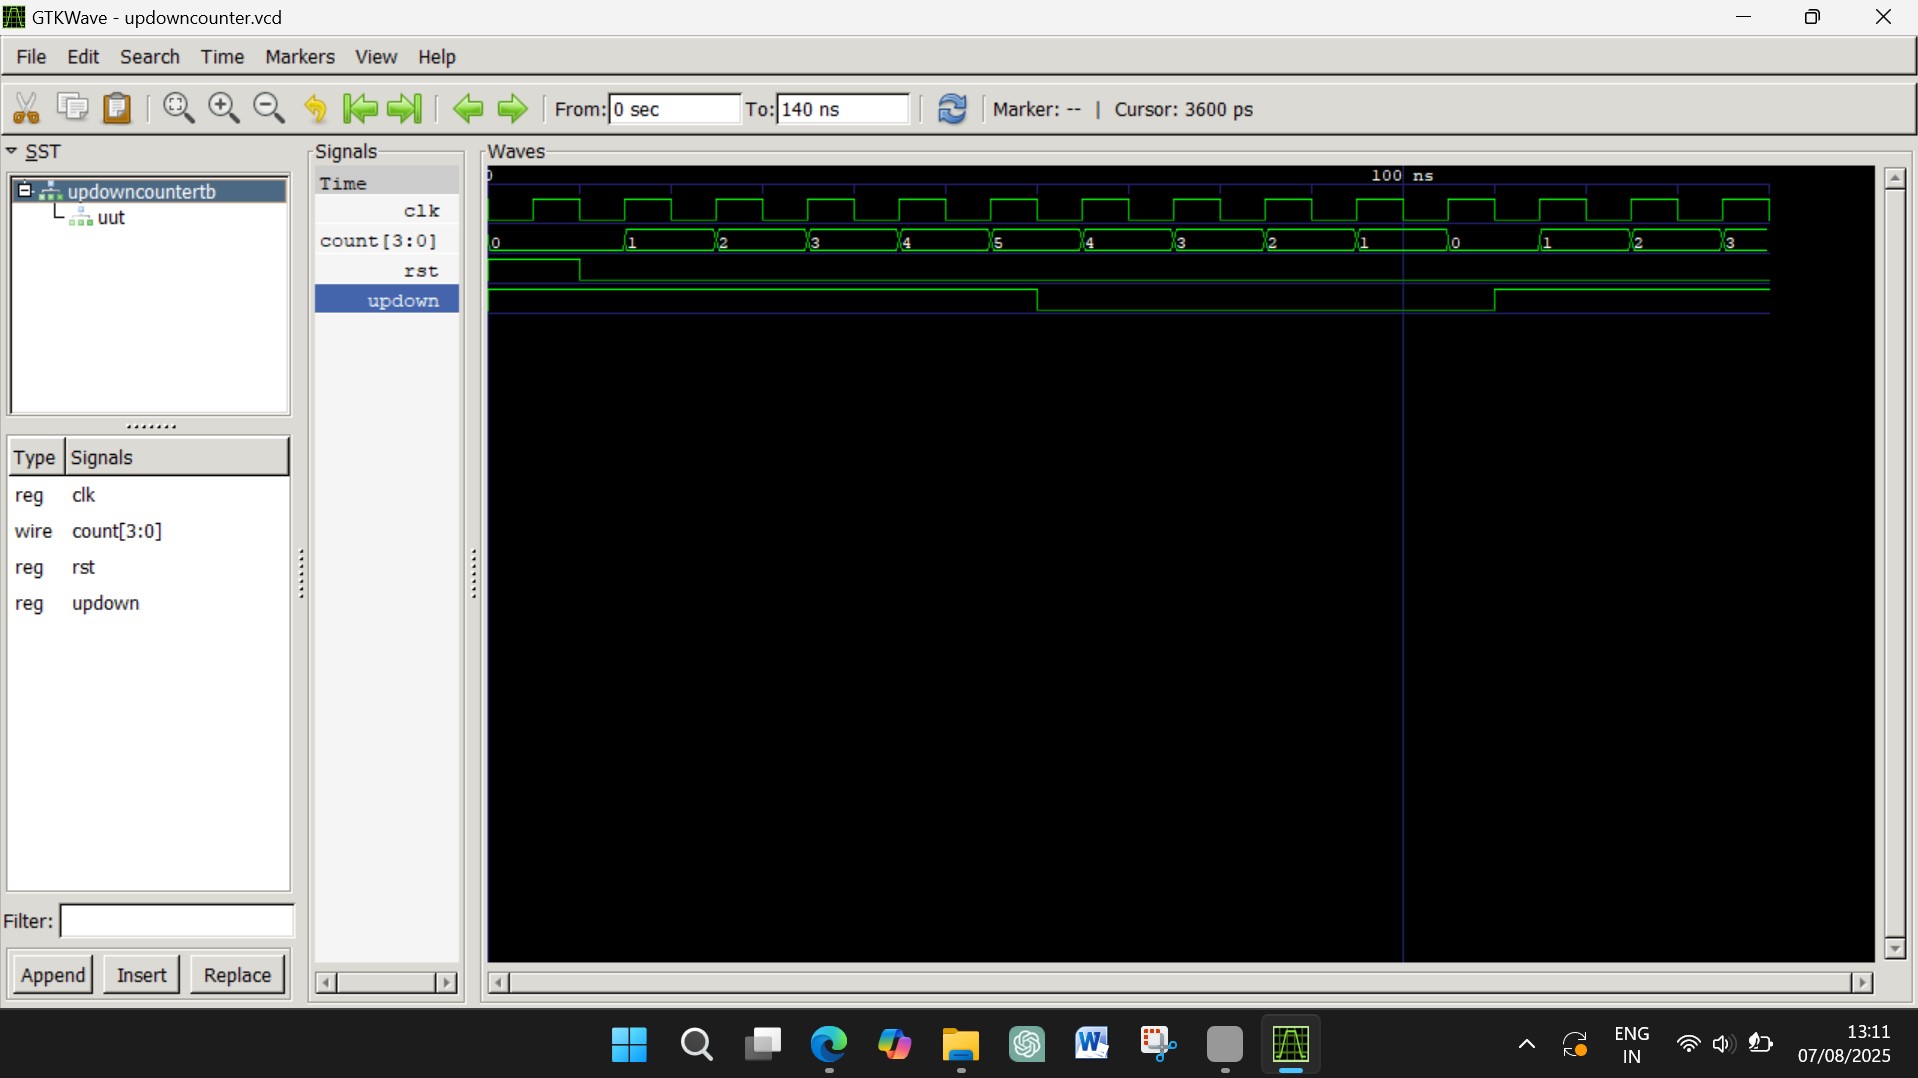 GTKWave - updowncounter.vcd
File Edit Search Time Markers View Help
From: 0 sec To: 140 ns Marker: -- | Cursor: 3600 ps
SST
updowncountertb
uut
Type Signals
reg clk
wire count[3:0]
reg rst
reg updown
Filter:
Append Insert Replace
Signals
Time
clk
count[3:0]
rst
updown
Waves
0 100 ns
0 1 2 3 4 5 4 3 2 1 0 1 2 3
W
ENG
IN
13:11
07/08/2025